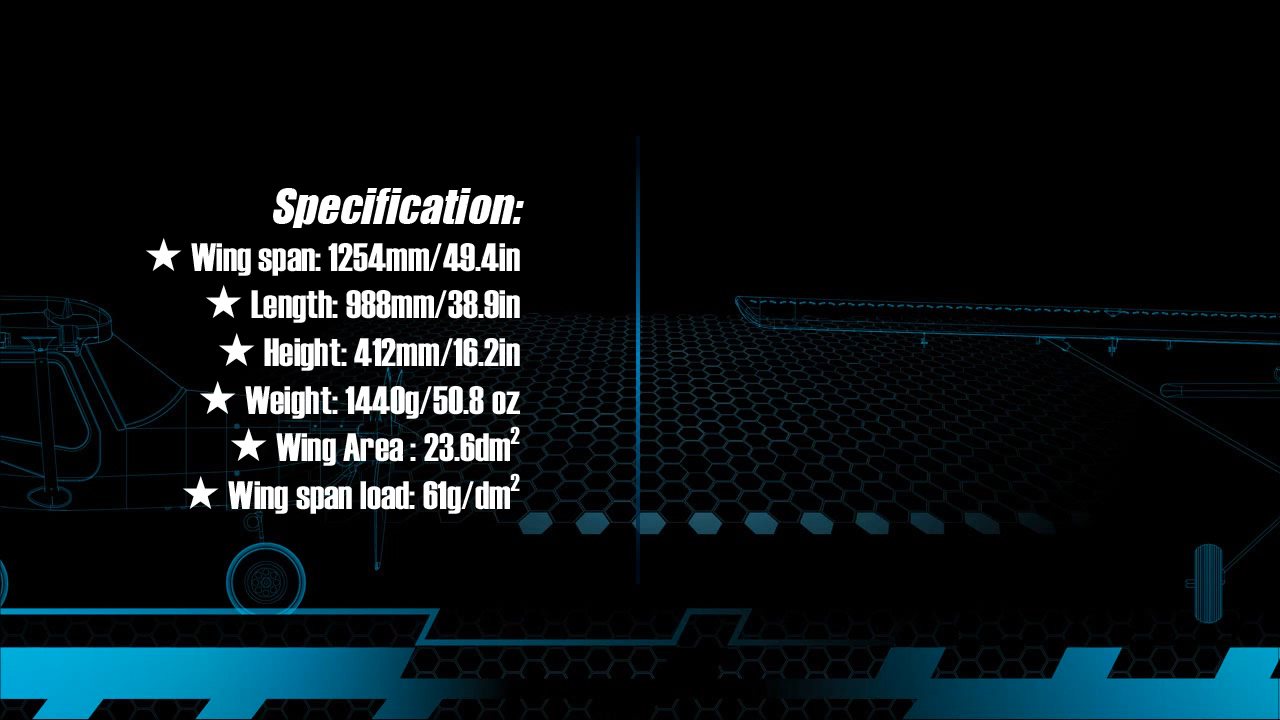 Specification:
★ Wing span: 1254mm/49.4in
★ Length: 988mm/38.9in
★ Height: 412mm/16.2in
★ Weight: 1440g/50.8 oz
★ Wing Area : 23.6dm²
★ Wing span load: 61g/dm²